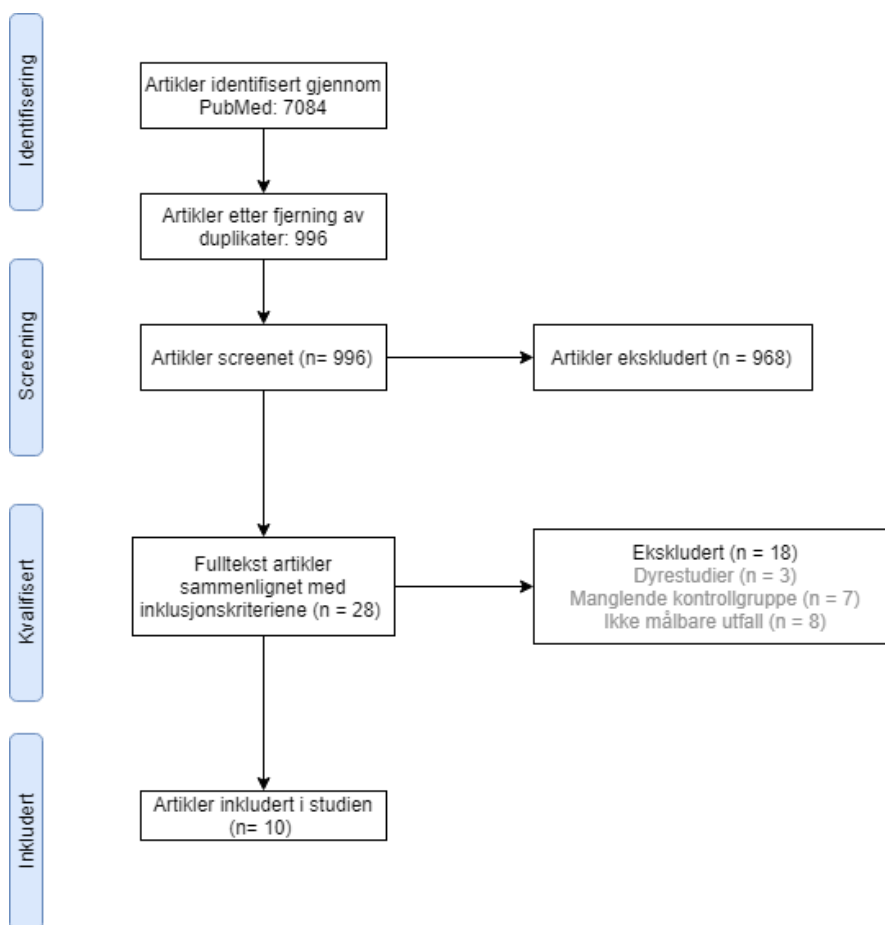 Identifisering
Artikler identifisert gjennom
PubMed: 7084
Artikler etter fjerning av
duplikater: 996
Screening
Artikler screenet (n= 996)
Artikler ekskludert (n = 968)
Kvalifisert
Fulltekst artikler
sammenlignet med
inklusjonskriteriene (n = 28)
Ekskludert (n = 18)
Dyrestudier (n = 3)
Manglende kontrollgruppe (n = 7)
Ikke målbare utfall (n = 8)
Inkludert
Artikler inkludert i studien
(n= 10)